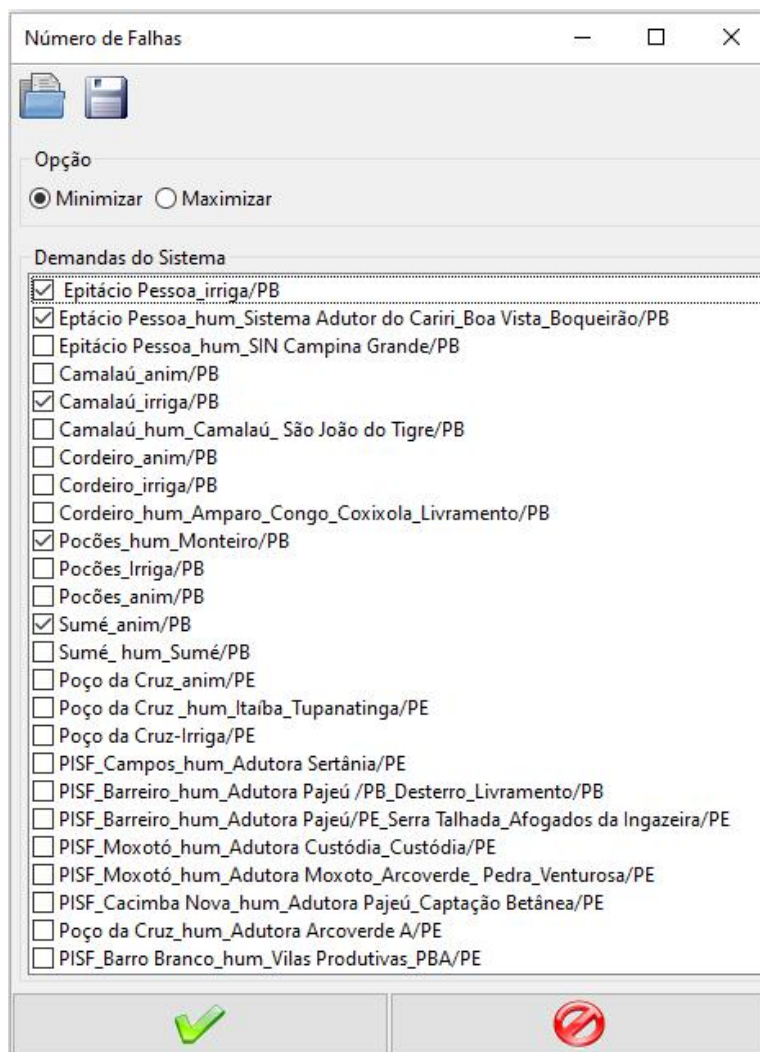 Número de Falhas
Opção
Minimizar Maximizar
Demandas do Sistema
Epitácio Pessoa_irriga/PB
Eptácio Pessoa_hum_Sistema Adutor do Cariri_Boa Vista_Boqueirão/PB
Epitácio Pessoa_hum_SIN Campina Grande/PB
Camalaú_anim/PB
Camalaú_irriga/PB
Camalaú_hum_Camalaú_ São João do Tigre/PB
Cordeiro_anim/PB
Cordeiro_irriga/PB
Cordeiro_hum_Amparo_Congo_Coxixola_Livramento/PB
Pocões_hum_Monteiro/PB
Pocões_Irriga/PB
Pocões_anim/PB
Sumé_anim/PB
Sumé_ hum_Sumé/PB
Poço da Cruz_anim/PE
Poço da Cruz _hum_Itaíba_Tupanatinga/PE
Poço da Cruz-Irriga/PE
PISF_Campos_hum_Adutora Sertânia/PE
PISF_Barreiro_hum_Adutora Pajeú /PB_Desterro_Livramento/PB
PISF_Barreiro_hum_Adutora Pajeú/PE_Serra Talhada_Afogados da Ingazeira/PE
PISF_Moxotó_hum_Adutora Custódia_Custódia/PE
PISF_Moxotó_hum_Adutora Moxoto_Arcoverde_ Pedra_Venturosa/PE
PISF_Cacimba Nova_hum_Adutora Pajeú_Captação Betânea/PE
Poço da Cruz_hum_Adutora Arcoverde A/PE
PISF_Barro Branco_hum_Vilas Produtivas_PBA/PE